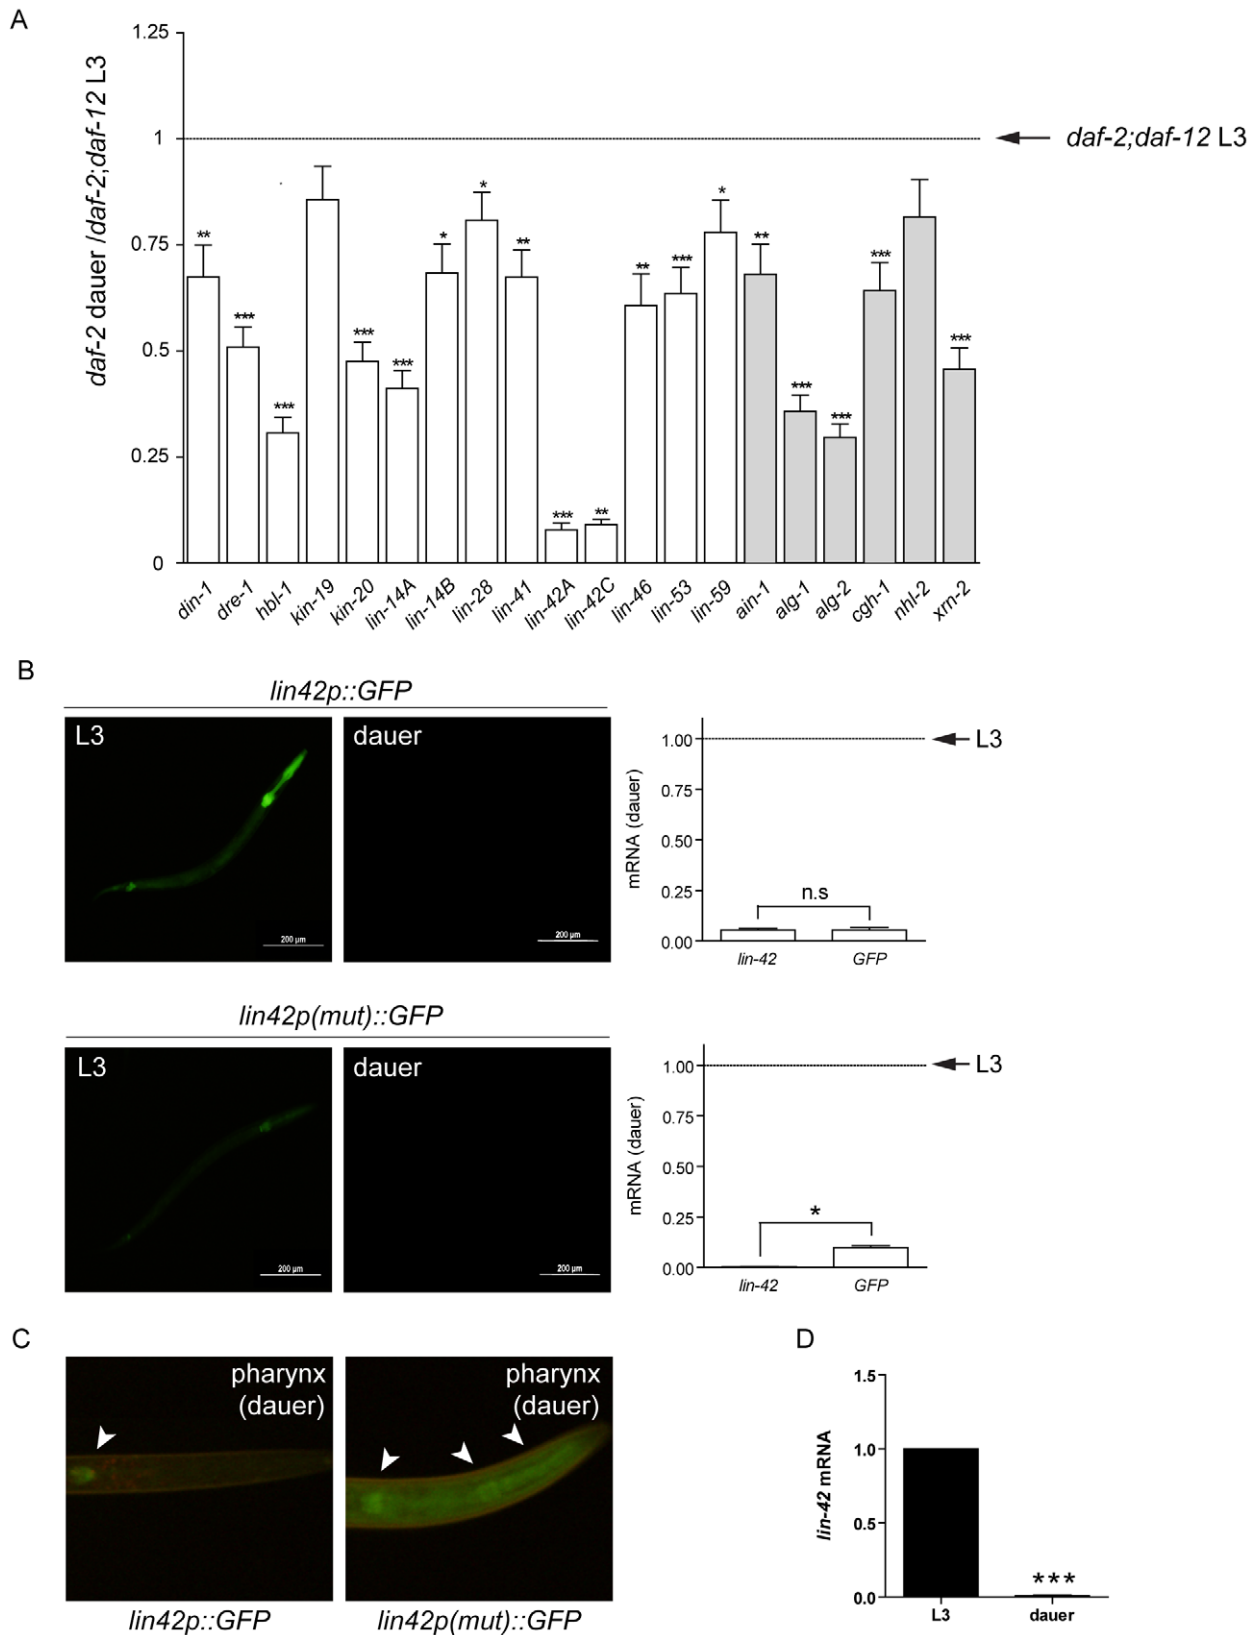 A
daf-2 dauer /daf-2;daf-12 L3
1.25
1
0.75
0.5
0.25
0
daf-2;daf-12 L3
** *** *** *** *** * * ** *** ** ** *** * ** *** *** *** ***
din-1 dre-1 hbl-1 kin-19 kin-20 lin-14A lin-14B lin-28 lin-41 lin-42A lin-42C lin-46 lin-53 lin-59 ain-1 alg-1 alg-2 cgh-1 nhl-2 xrn-2
B
lin42p::GFP
L3
200 µm
dauer
200 µm
mRNA (dauer)
1.00
0.75
0.50
0.25
0.00
L3
n.s
lin-42 GFP
lin42p(mut)::GFP
L3
200 µm
dauer
200 µm
mRNA (dauer)
1.00
0.75
0.50
0.25
0.00
L3
*
lin-42 GFP
C
pharynx
(dauer)
lin42p::GFP
pharynx
(dauer)
lin42p(mut)::GFP
D
lin-42 mRNA
1.5
1.0
0.5
0.0
***
L3 dauer